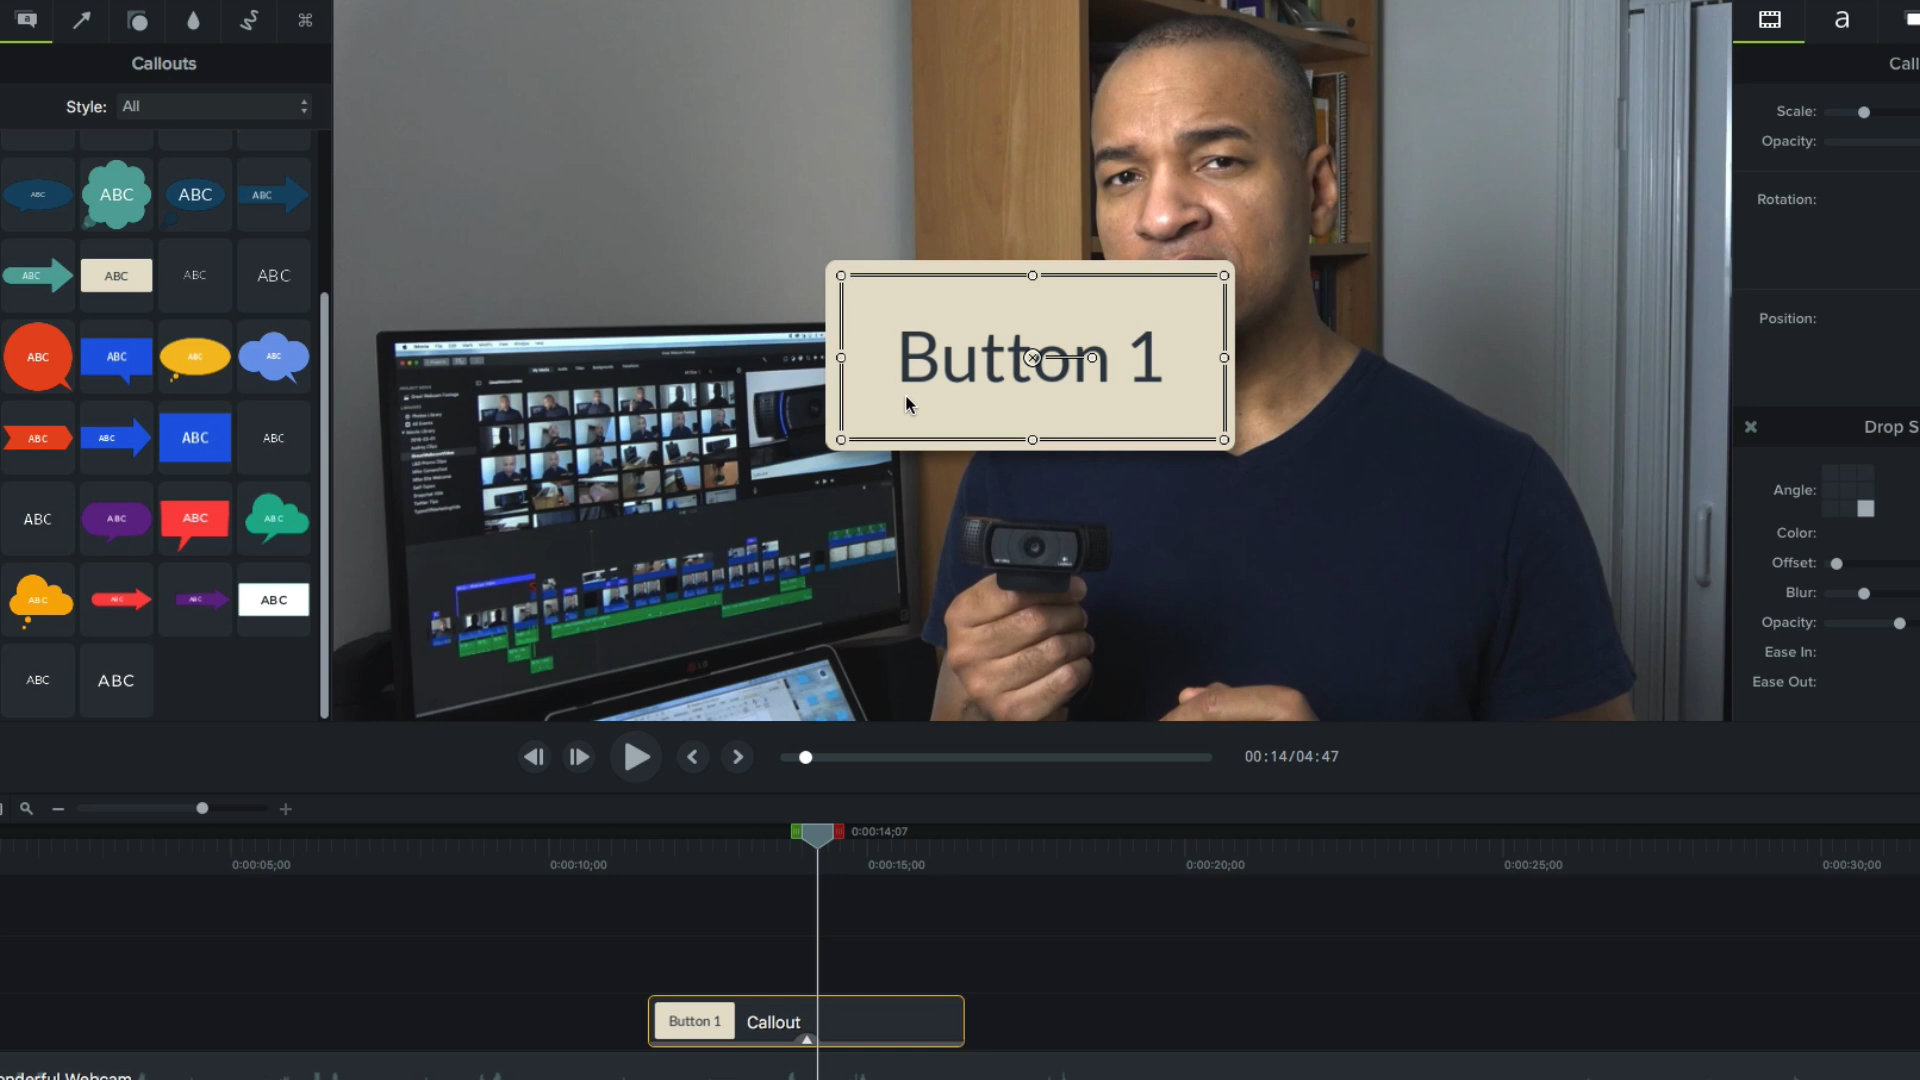 a
a
⌘
Callouts
Call
Style: All
Scale:
Opacity:
ABC
ABC
ABC
ABC
Rotation:
ABC
ABC
ABC
ABC
Position:
ABC
ABC
ABC
ABC
Button 1
ABC
ABC
ABC
ABC
Drop S
Angle:
ABC
ABC
ABC
ABC
Color:
Offset:
ABC
ABC
ABC
ABC
Blur:
Opacity:
Ease In:
ABC
ABC
Ease Out:
LG
00:14/04:47
0:00:14;07
0:00:05;00
0:00:10;00
0:00:15;00
0:00:20;00
0:00:25;00
0:00:30;00
Button 1
Callout
onderful Webcam